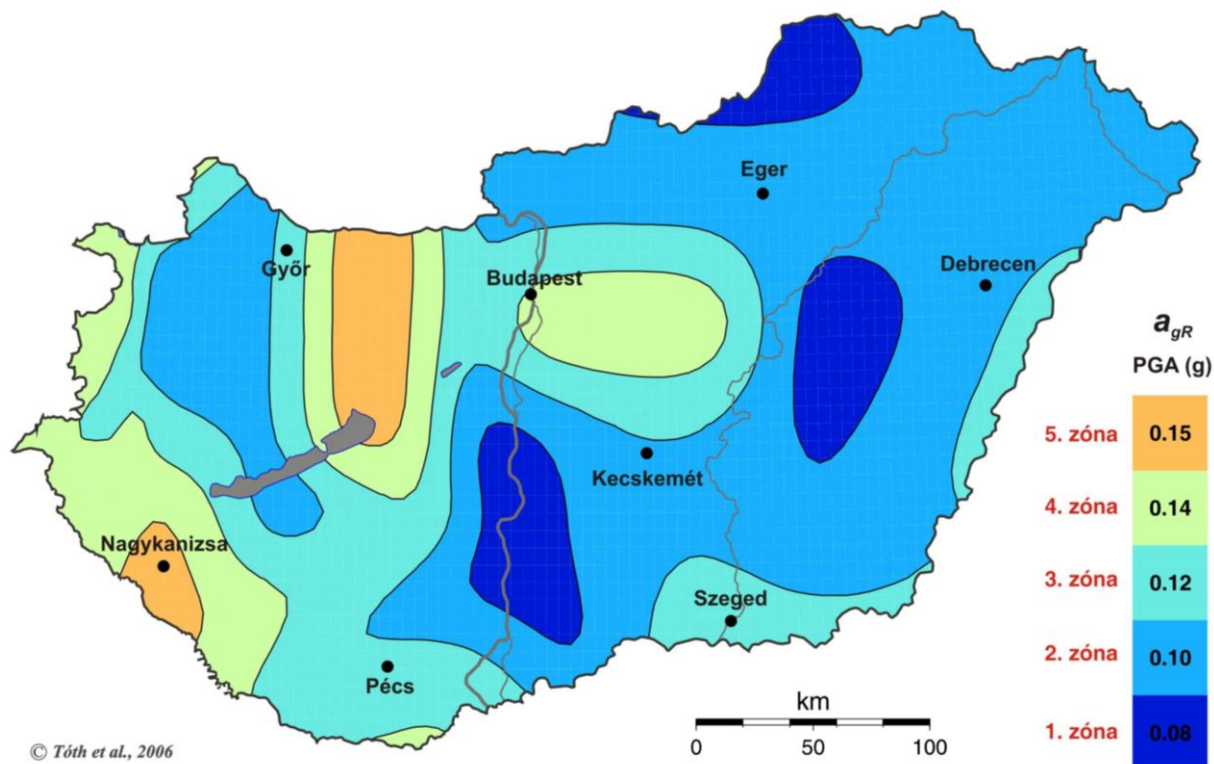 Eger
Győr
Budapest
Debrecen
Kecskemét
Nagykanizsa
Szeged
Pécs
a_gR
PGA (g)
5. zóna 0.15
4. zóna 0.14
3. zóna 0.12
2. zóna 0.10
1. zóna 0.08
km
0 50 100
© Tóth et al., 2006